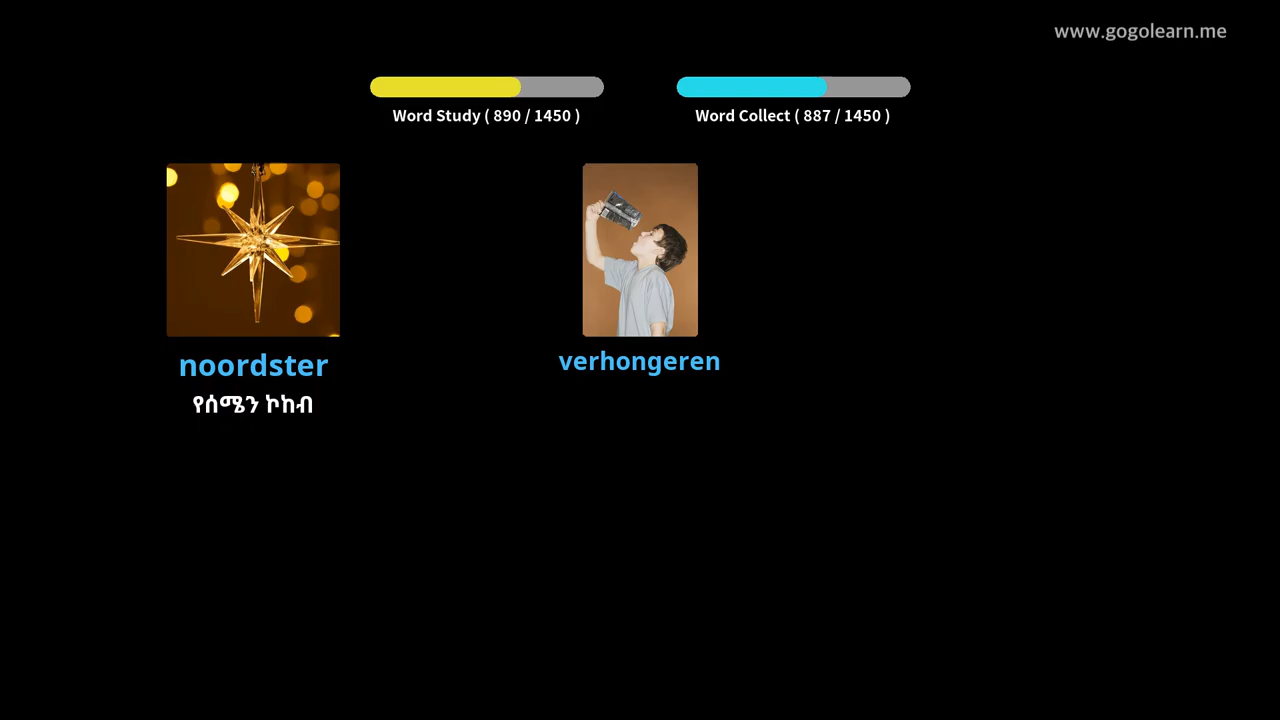 www.gogolearn.me
Word Study ( 890 / 1450 )
Word Collect ( 887 / 1450 )
noordster
የሰሜን ኮከብ
verhongeren